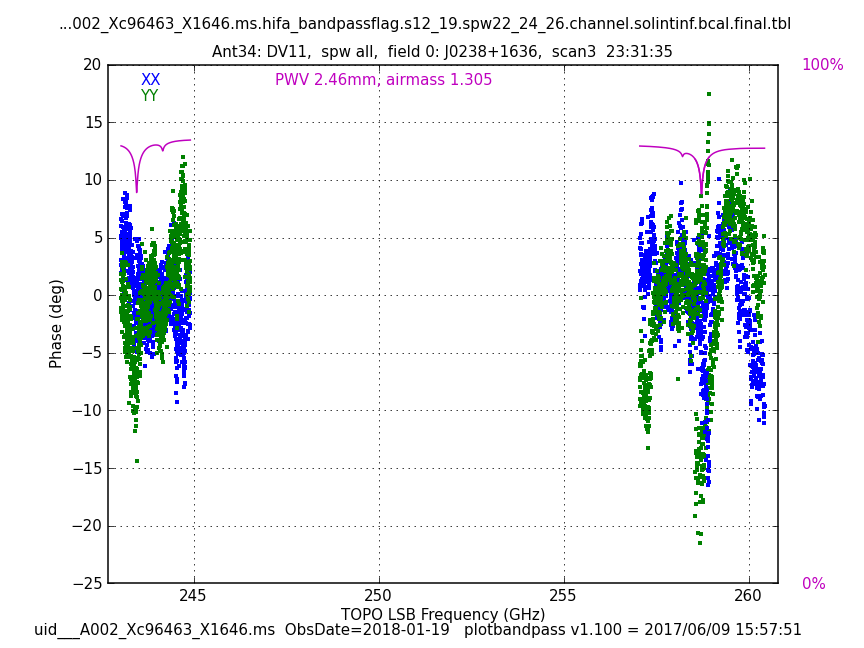 ...002_Xc96463_X1646.ms.hifa_bandpassflag.s12_19.spw22_24_26.channel.solintinf.bcal.final.tbl
Ant34: DV11,  spw all,  field 0: J0238+1636,  scan3  23:31:35
20
100%
XX
PWV 2.46mm, airmass 1.305
YY
15
10
5
0
Phase (deg)
−5
−10
−15
−20
−25
0%
245
250
255
260
TOPO LSB Frequency (GHz)
uid___A002_Xc96463_X1646.ms  ObsDate=2018-01-19   plotbandpass v1.100 = 2017/06/09 15:57:51